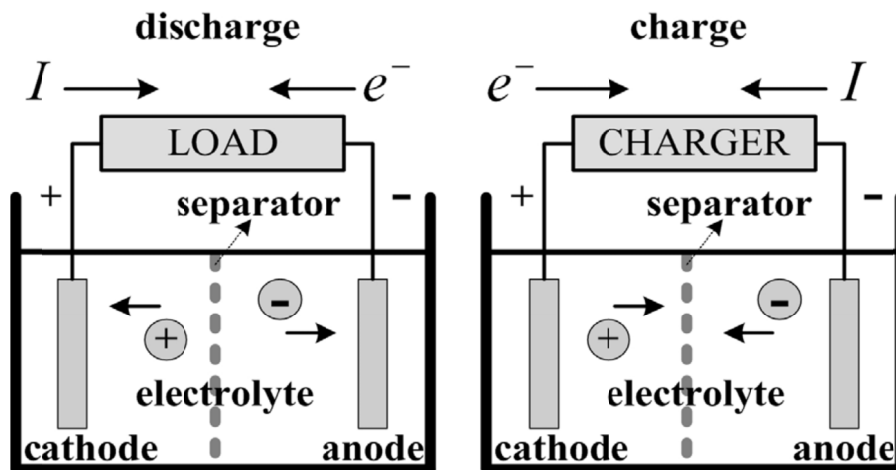 discharge
I e⁻
LOAD
+ -
separator
+ -
electrolyte
cathode anode
charge
e⁻ I
CHARGER
+ -
separator
+ -
electrolyte
cathode anode